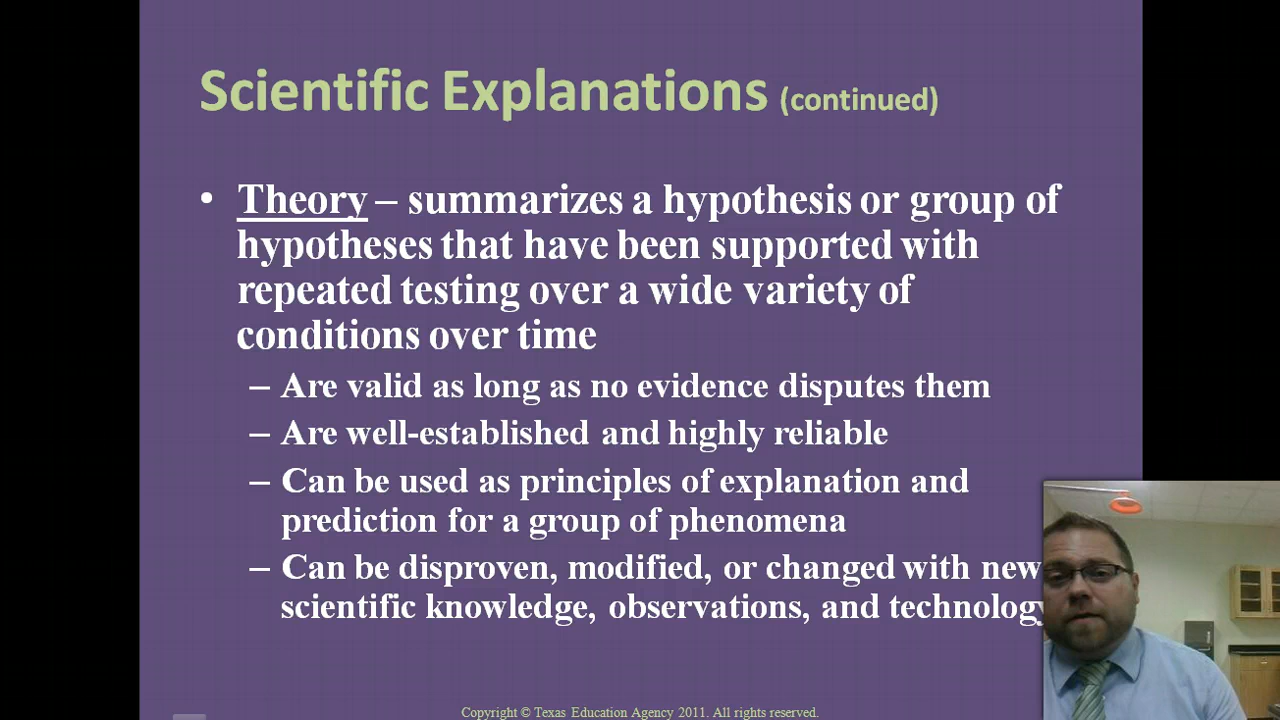 Scientific Explanations (continued)
• Theory – summarizes a hypothesis or group of
hypotheses that have been supported with
repeated testing over a wide variety of
conditions over time
– Are valid as long as no evidence disputes them
– Are well-established and highly reliable
– Can be used as principles of explanation and
prediction for a group of phenomena
– Can be disproven, modified, or changed with new
scientific knowledge, observations, and technology
Copyright © Texas Education Agency 2011. All rights reserved.